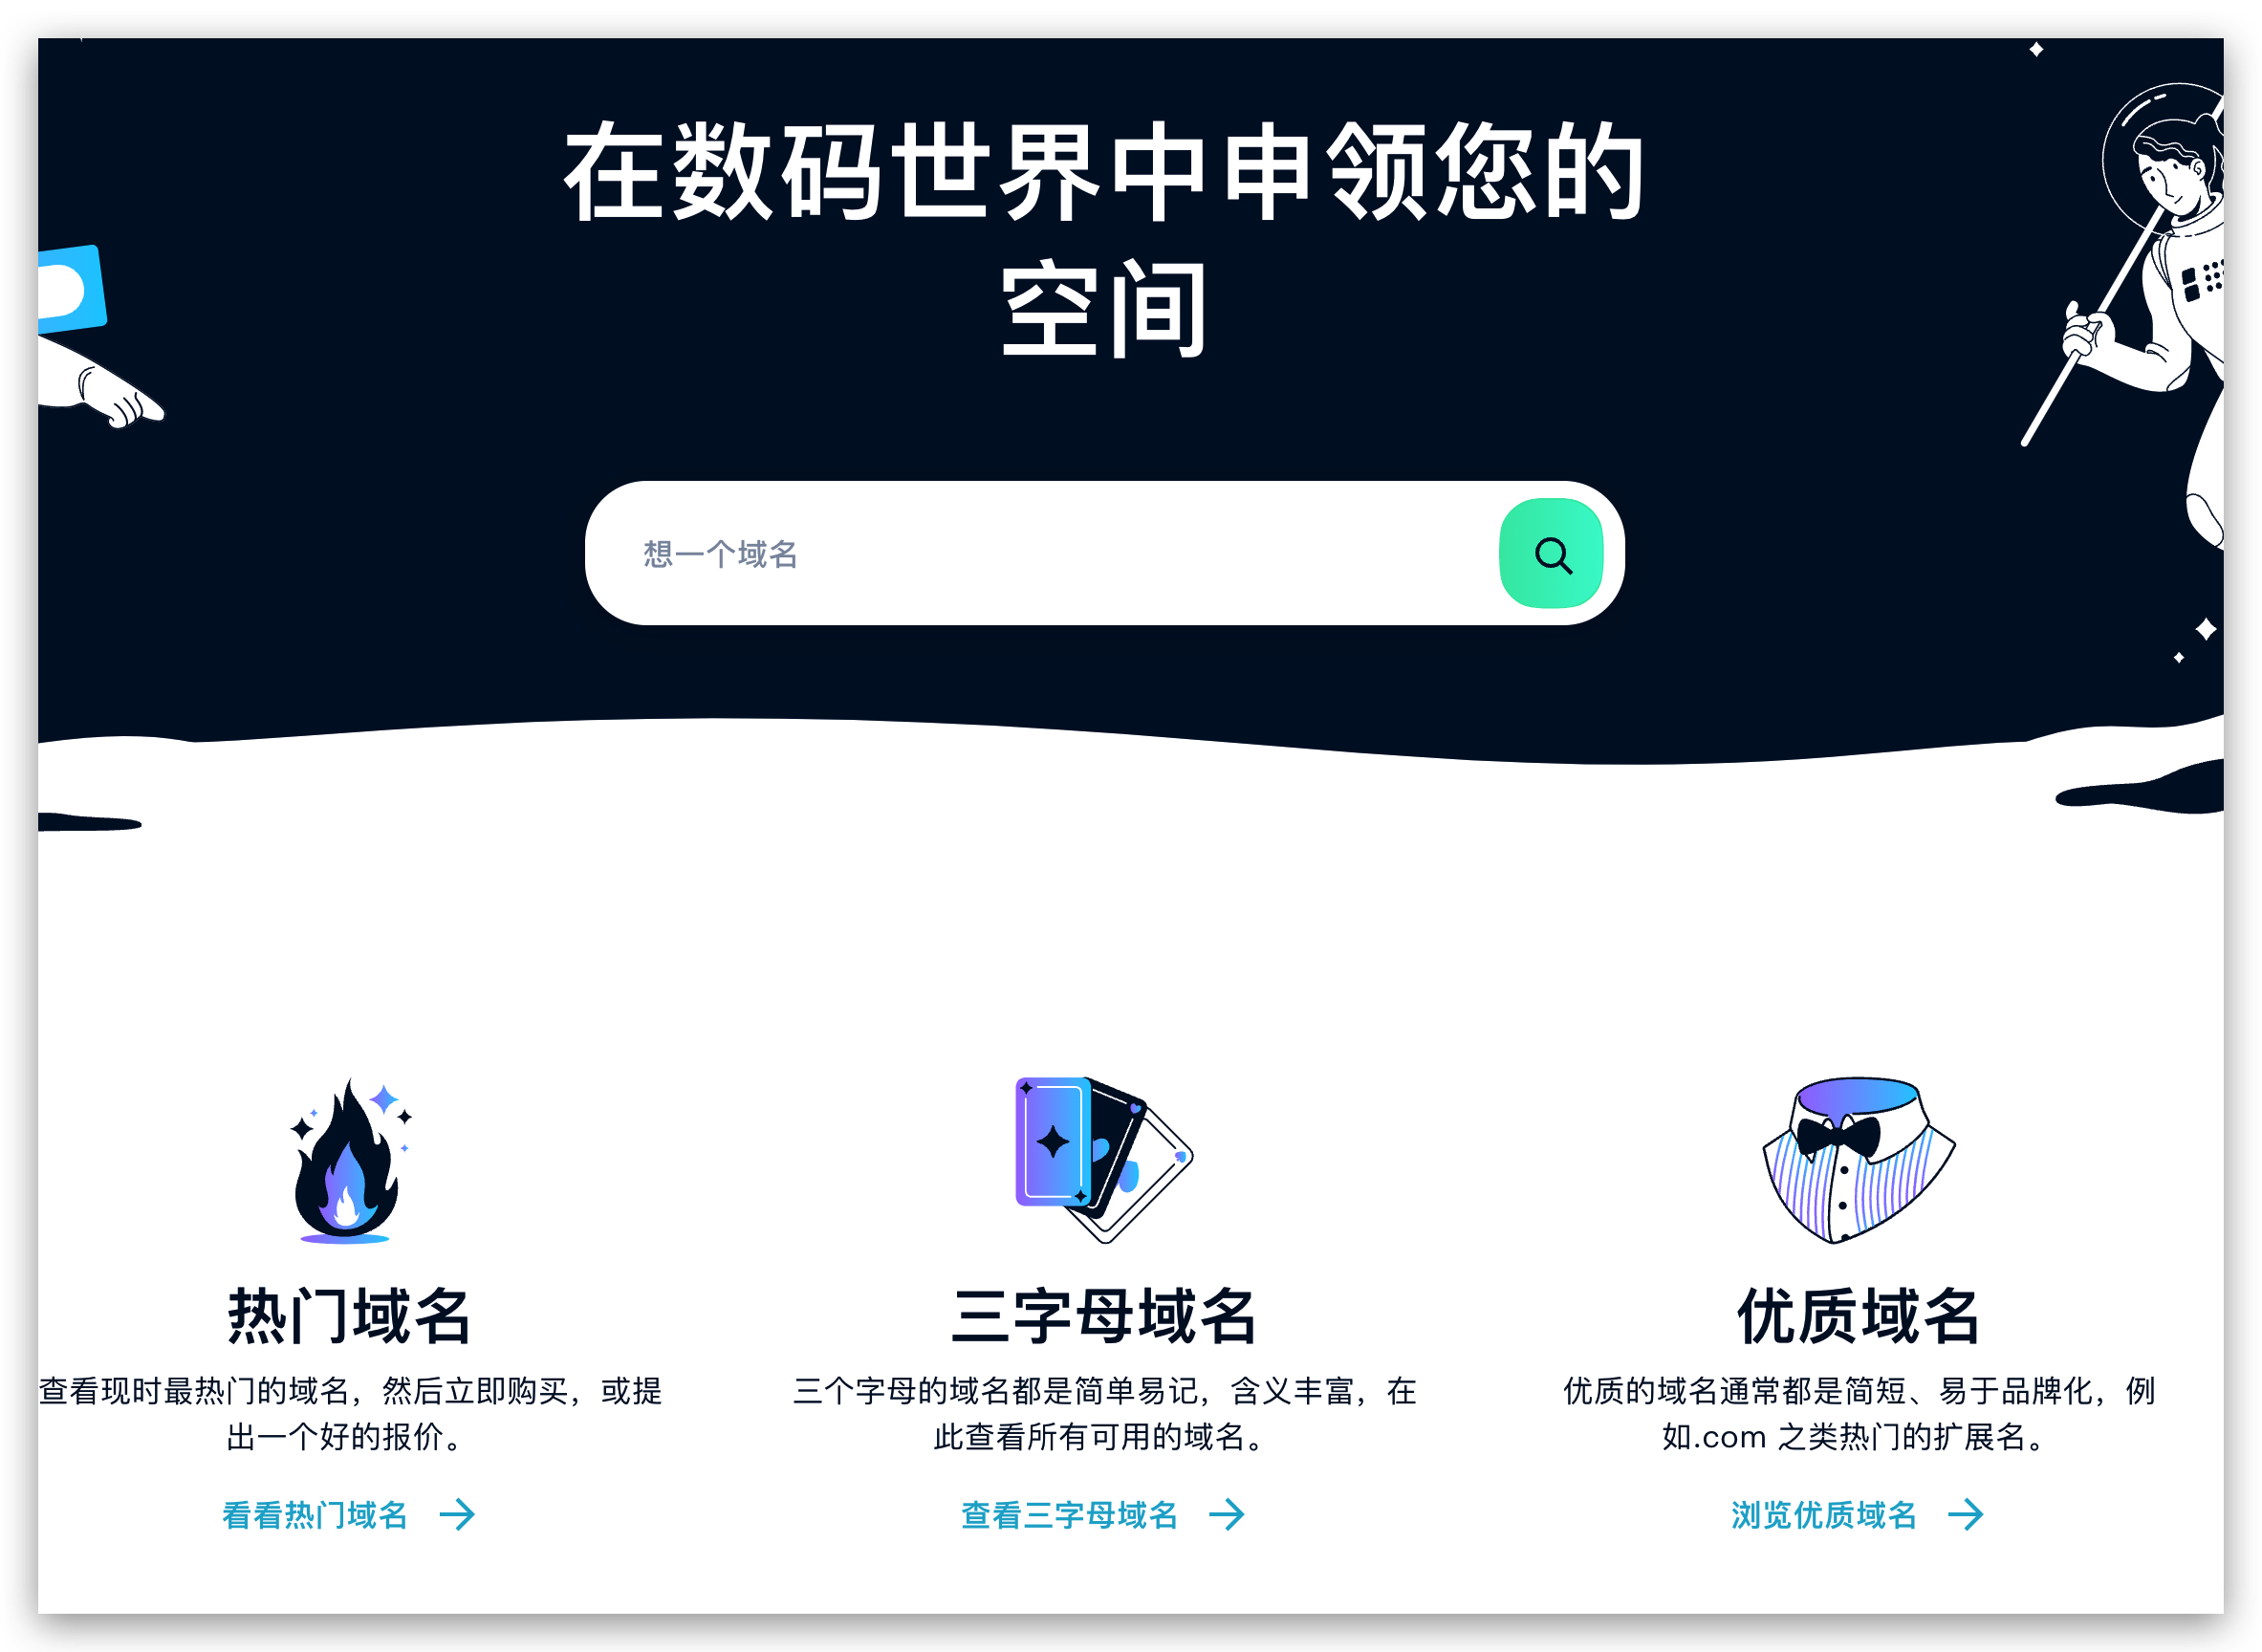 在数码世界中申领您的
空间
想一个域名
热门域名
查看现时最热门的域名，然后立即购买，或提
出一个好的报价。
看看热门域名
三字母域名
三个字母的域名都是简单易记，含义丰富，在
此查看所有可用的域名。
查看三字母域名
优质域名
优质的域名通常都是简短、易于品牌化，例
如.com 之类热门的扩展名。
浏览优质域名